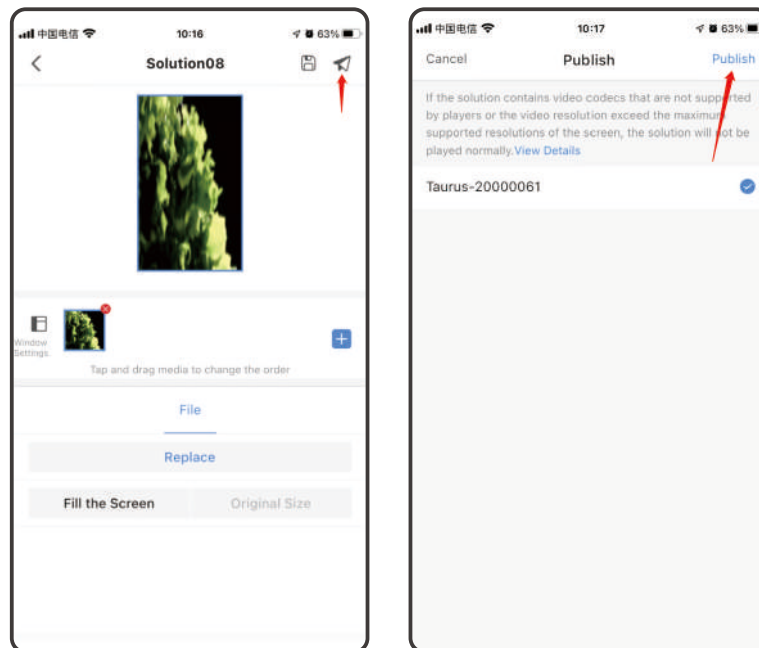 中国电信 10:16 63%
Solution08
Window
Settings
Tap and drag media to change the order
File
Replace
Fill the Screen Original Size
中国电信 10:17 63%
Cancel Publish Publish
If the solution contains video codecs that are not supported
by players or the video resolution exceed the maximum
supported resolutions of the screen, the solution will not be
played normally.View Details
Taurus-20000061